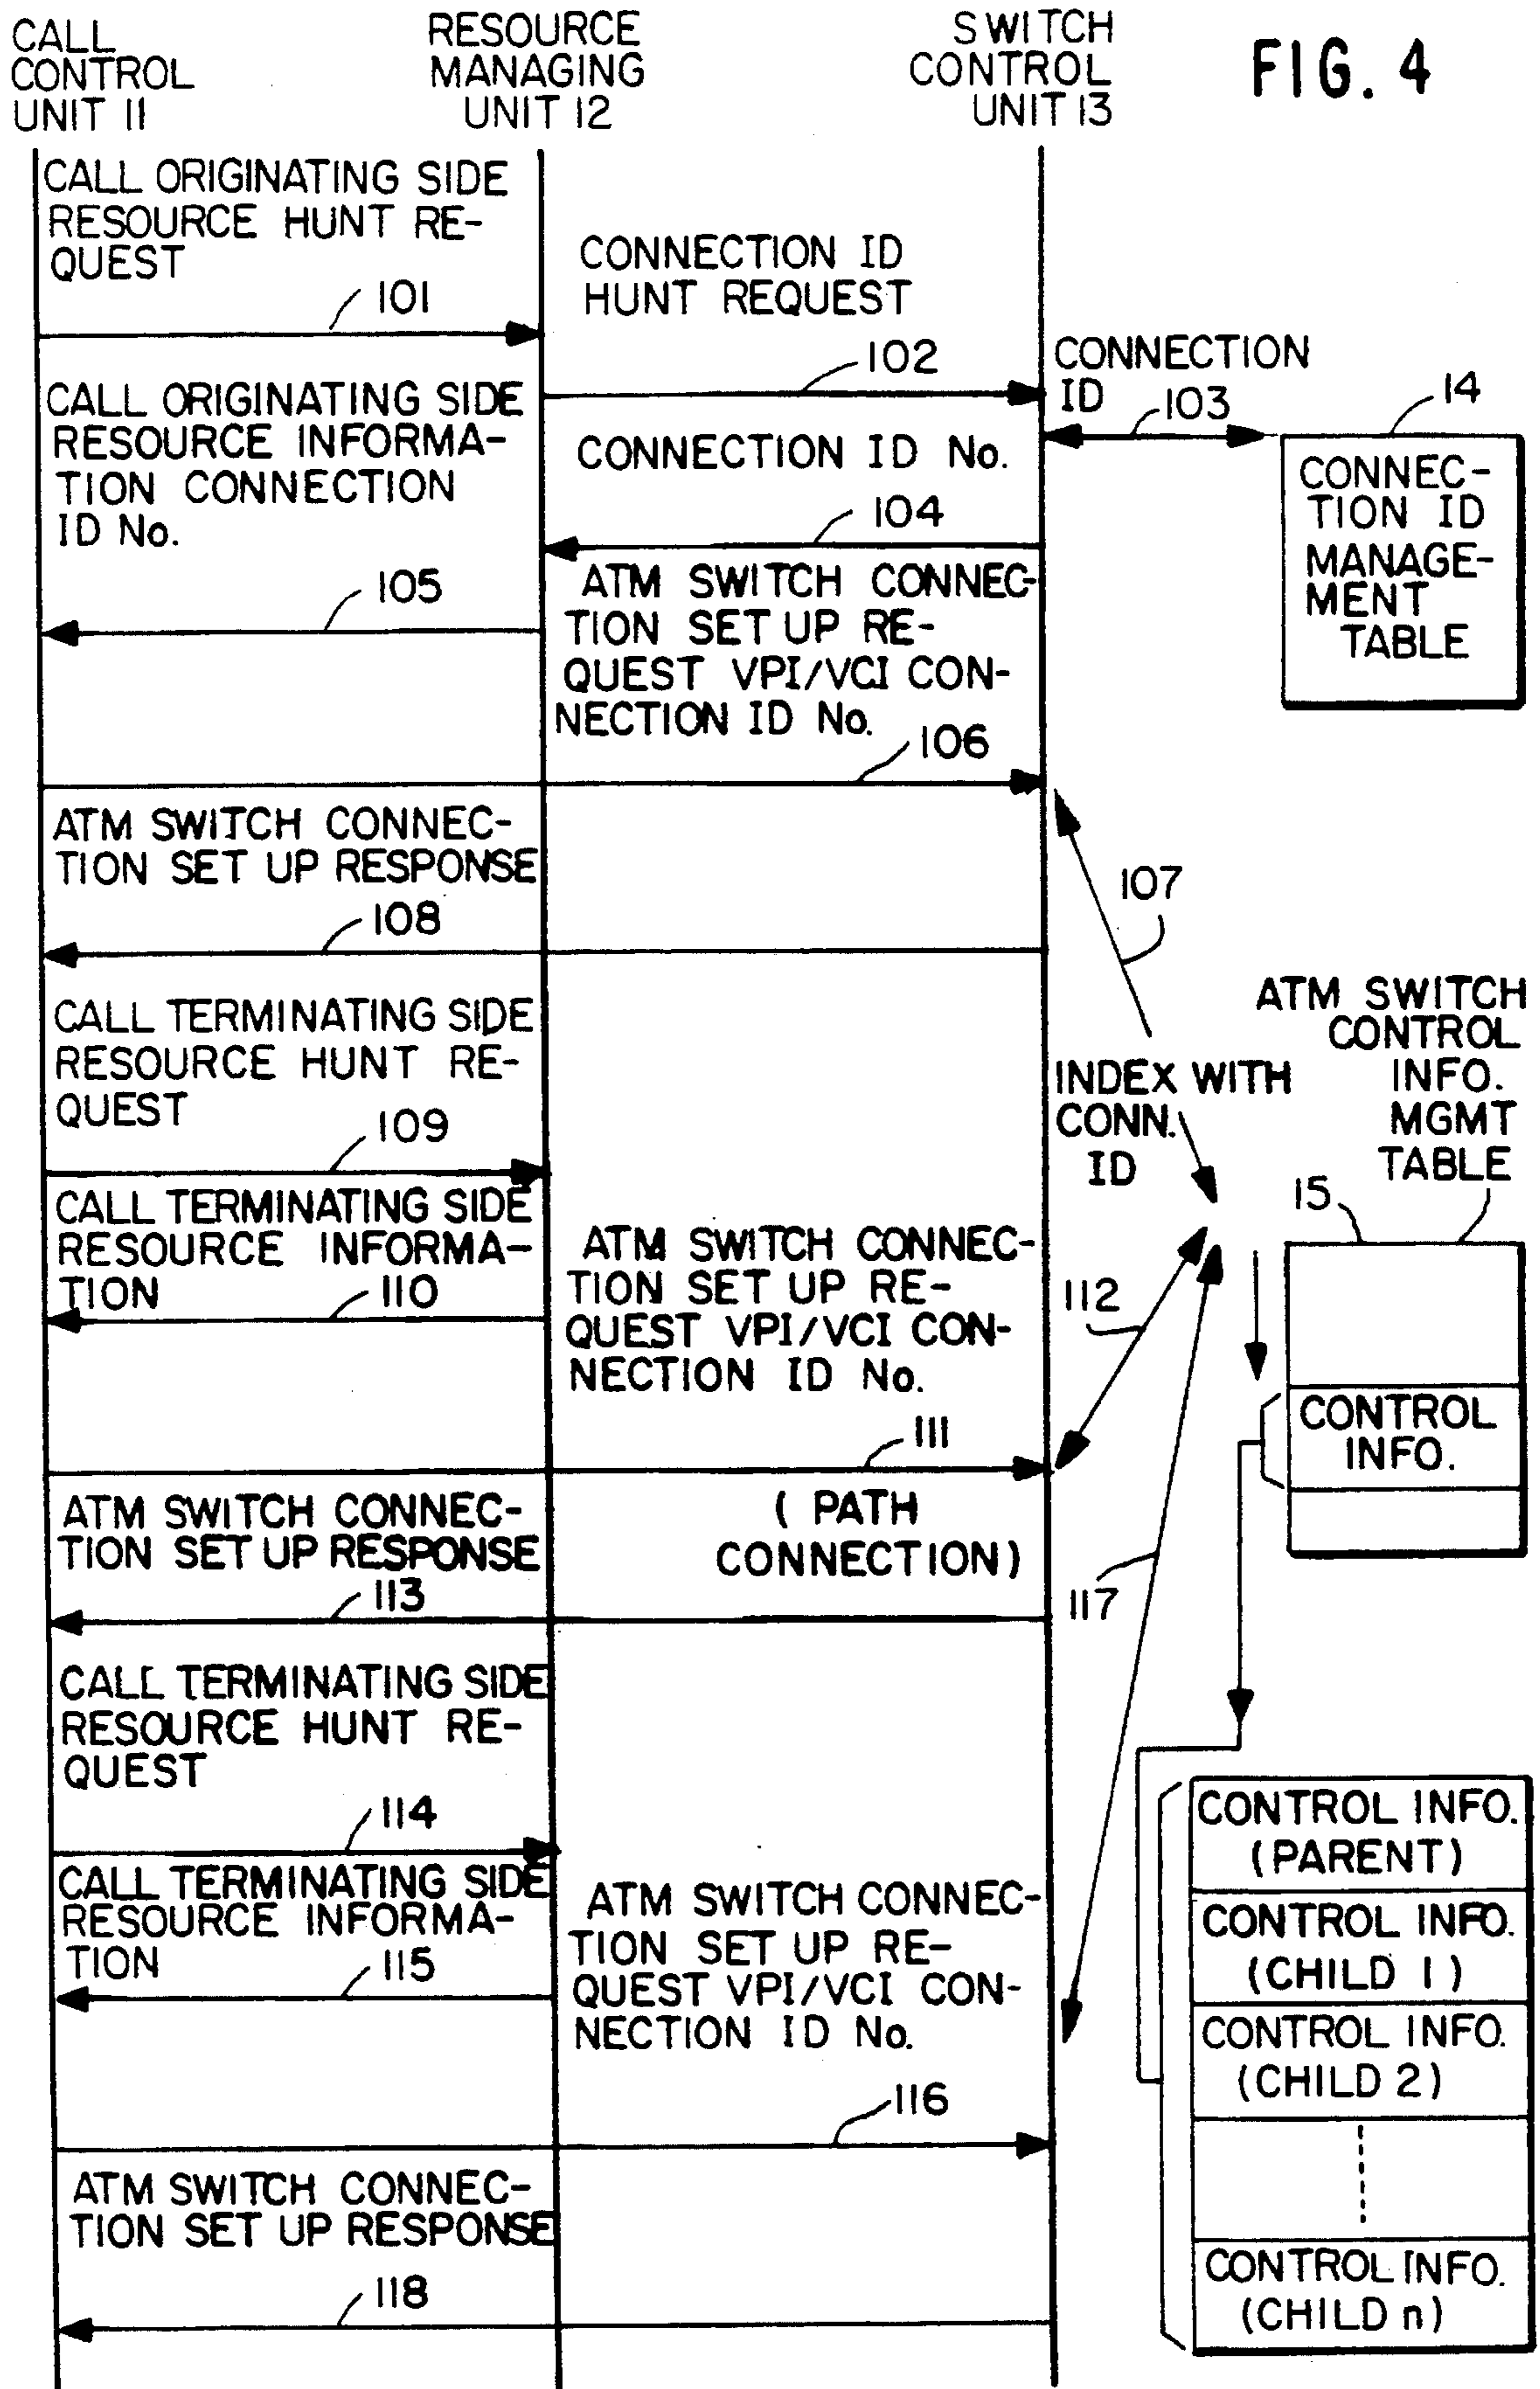 CALL
CONTROL
UNIT 11
RESOURCE
MANAGING
UNIT 12
SWITCH
CONTROL
UNIT 13
FIG. 4
CALL ORIGINATING SIDE
RESOURCE HUNT RE-
QUEST
101
CONNECTION ID
HUNT REQUEST
102
CONNECTION
ID
103
14
CONNEC-
TION ID
MANAGE-
MENT
TABLE
CALL ORIGINATING SIDE
RESOURCE INFORMA-
TION CONNECTION
ID No.
CONNECTION ID No.
104
105
ATM SWITCH CONNEC-
TION SET UP RE-
QUEST VPI/VCI CON-
NECTION ID No.
106
ATM SWITCH CONNEC-
TION SET UP RESPONSE
107
108
CALL TERMINATING SIDE
RESOURCE HUNT RE-
QUEST
109
INDEX WITH
CONN.
ID
ATM SWITCH
CONTROL
INFO.
MGMT
TABLE
15
CALL TERMINATING SIDE
RESOURCE INFORMA-
TION
110
ATM SWITCH CONNEC-
TION SET UP RE-
QUEST VPI/VCI CON-
NECTION ID No.
111
112
CONTROL
INFO.
ATM SWITCH CONNEC-
TION SET UP RESPONSE
113
( PATH
CONNECTION)
117
CALL TERMINATING SIDE
RESOURCE HUNT RE-
QUEST
114
CALL TERMINATING SIDE
RESOURCE INFORMA-
TION
115
ATM SWITCH CONNEC-
TION SET UP RE-
QUEST VPI/VCI CON-
NECTION ID No.
116
CONTROL INFO.
(PARENT)
CONTROL INFO.
(CHILD 1)
CONTROL INFO.
(CHILD 2)
CONTROL INFO.
(CHILD n)
ATM SWITCH CONNEC-
TION SET UP RESPONSE
118